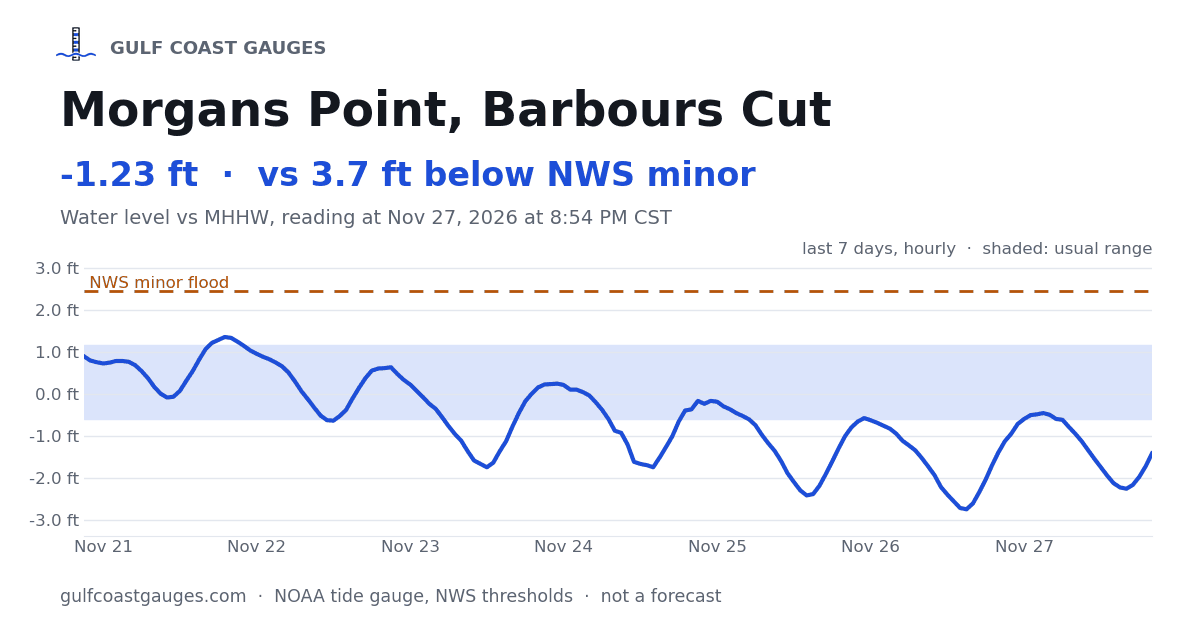 GULF COAST GAUGES
Morgans Point, Barbours Cut
-1.23 ft · vs 3.7 ft below NWS minor
Water level vs MHHW, reading at Nov 27, 2026 at 8:54 PM CST
last 7 days, hourly · shaded: usual range
3.0 ft
NWS minor flood
2.0 ft
1.0 ft
0.0 ft
-1.0 ft
-2.0 ft
-3.0 ft
Nov 21 Nov 22 Nov 23 Nov 24 Nov 25 Nov 26 Nov 27
gulfcoastgauges.com · NOAA tide gauge, NWS thresholds · not a forecast